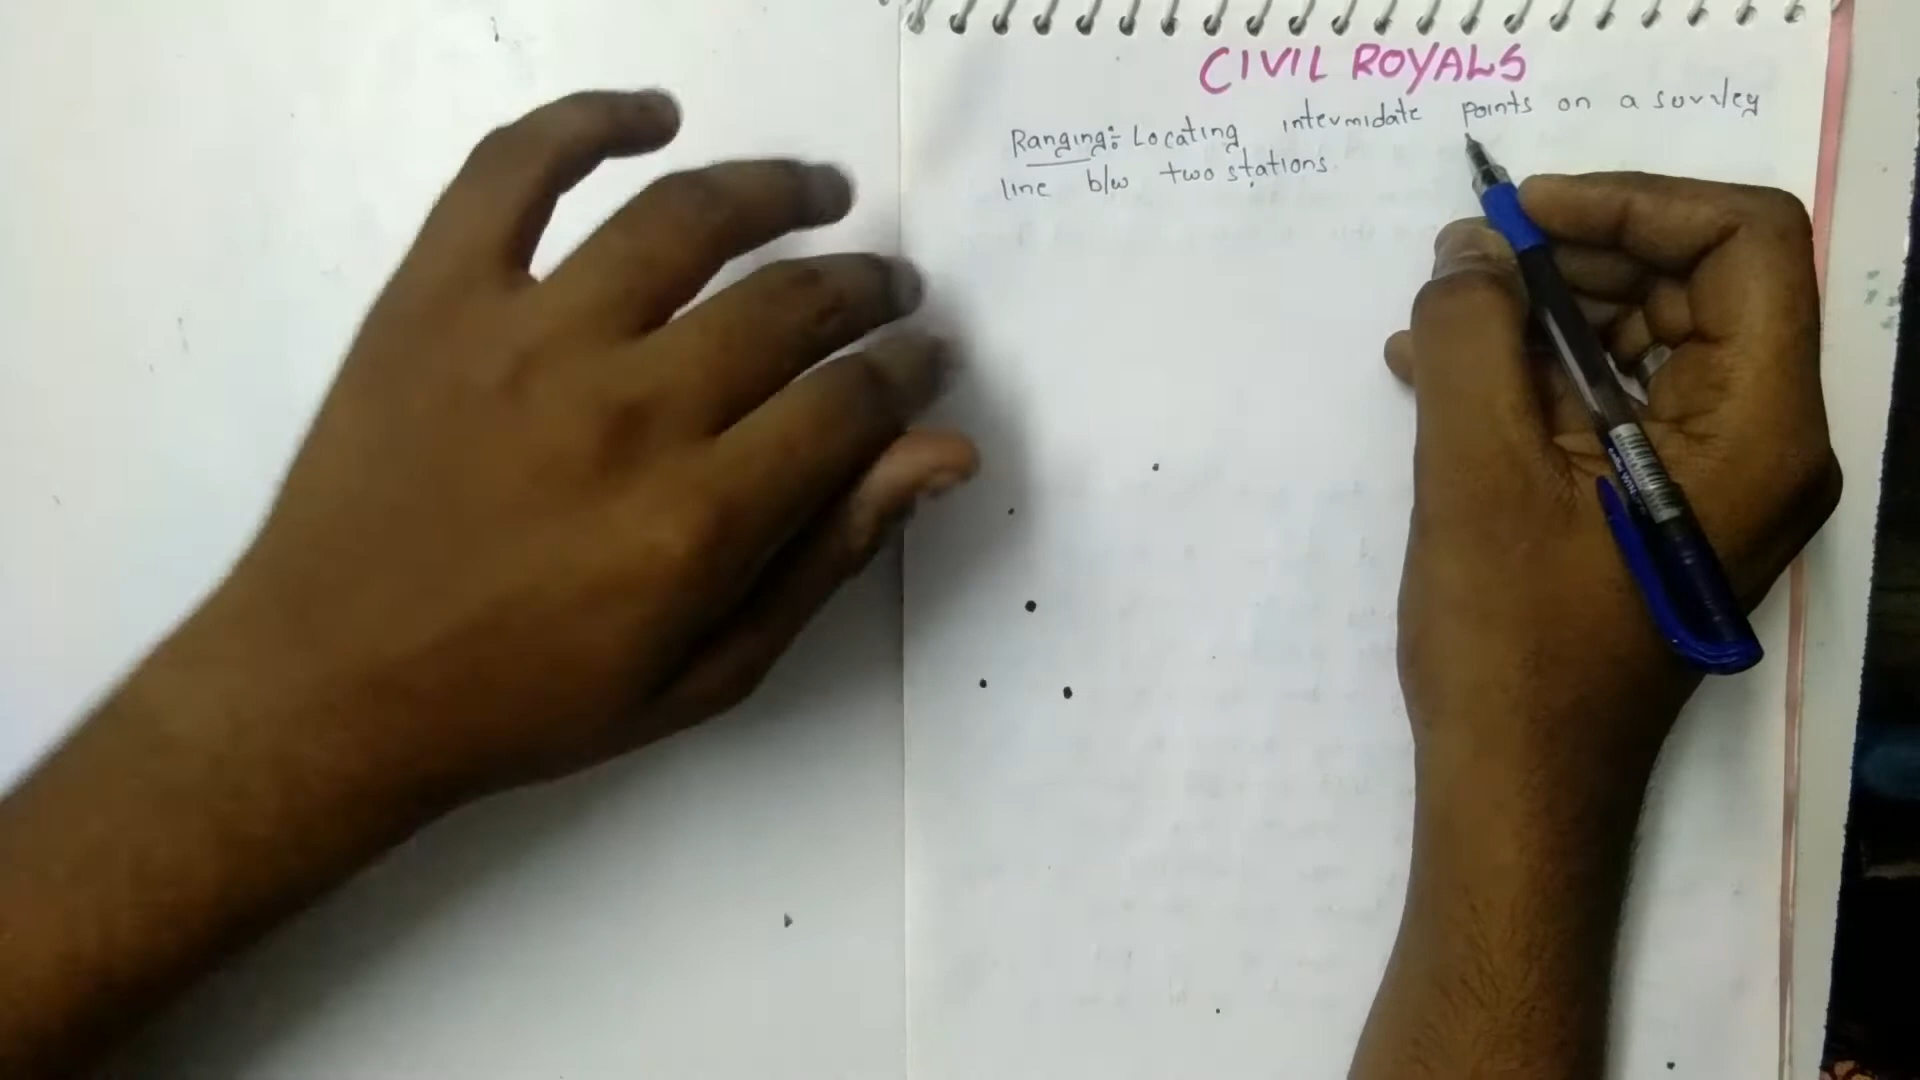 CIVIL ROYALS
Ranging:- Locating intermidate points on a survey
line b/w two stations.